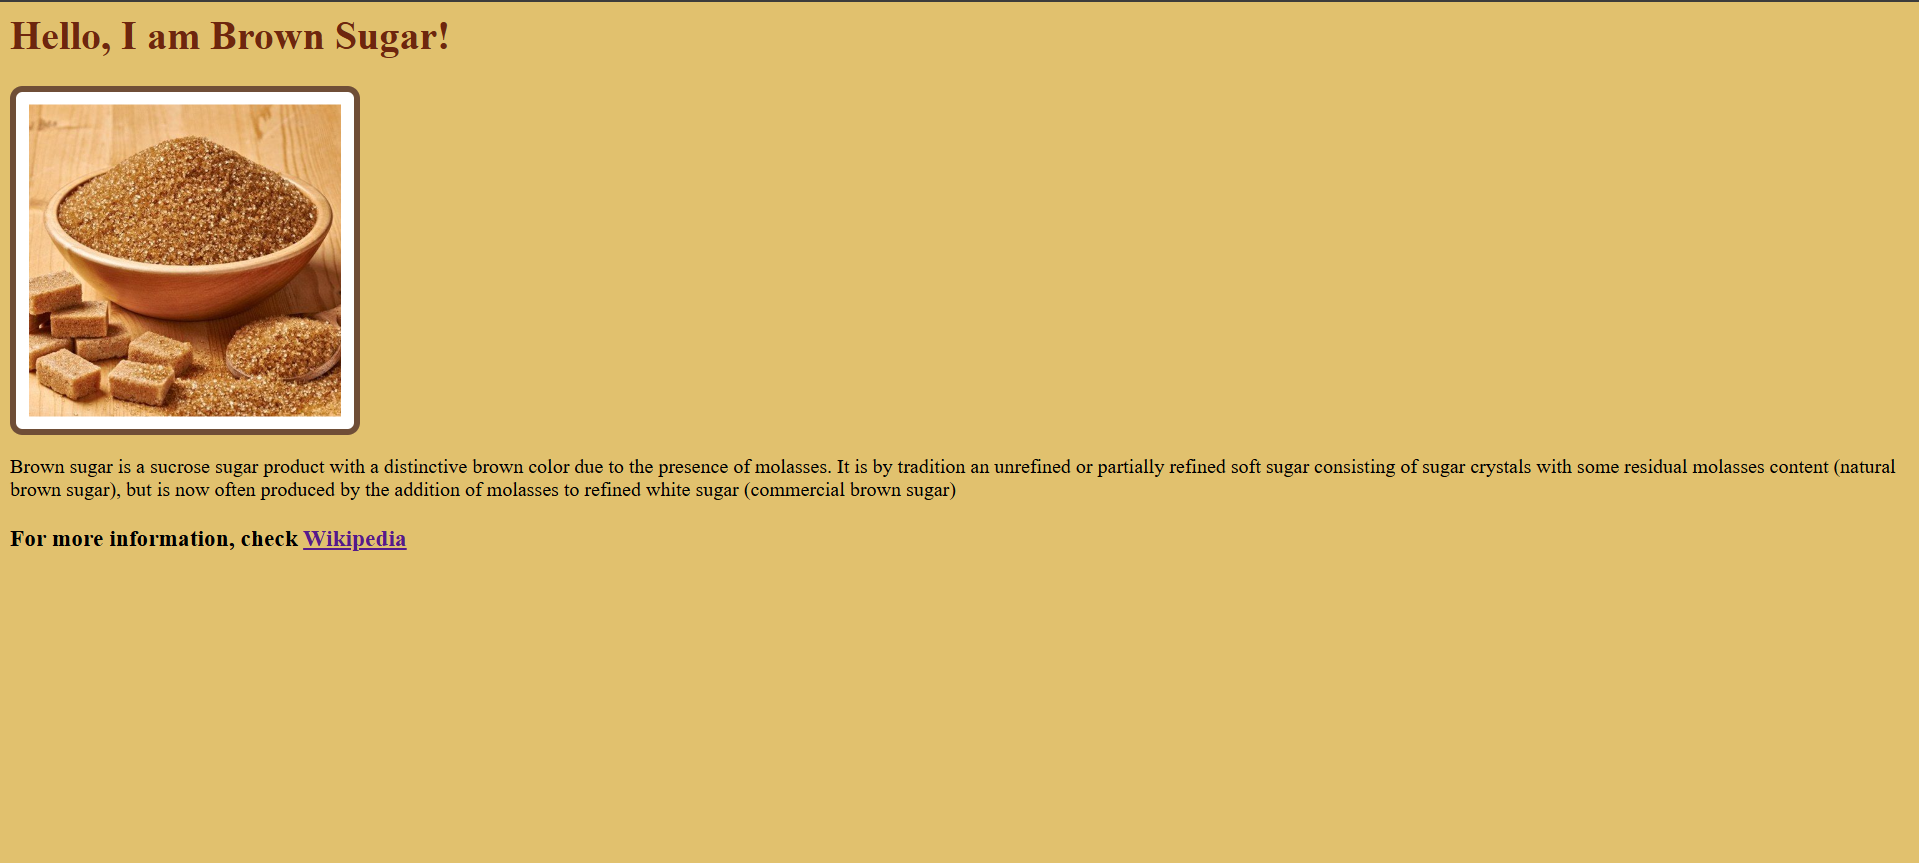 Hello, I am Brown Sugar!
Brown sugar is a sucrose sugar product with a distinctive brown color due to the presence of molasses. It is by tradition an unrefined or partially refined soft sugar consisting of sugar crystals with some residual molasses content (natural
brown sugar), but is now often produced by the addition of molasses to refined white sugar (commercial brown sugar)
For more information, check Wikipedia